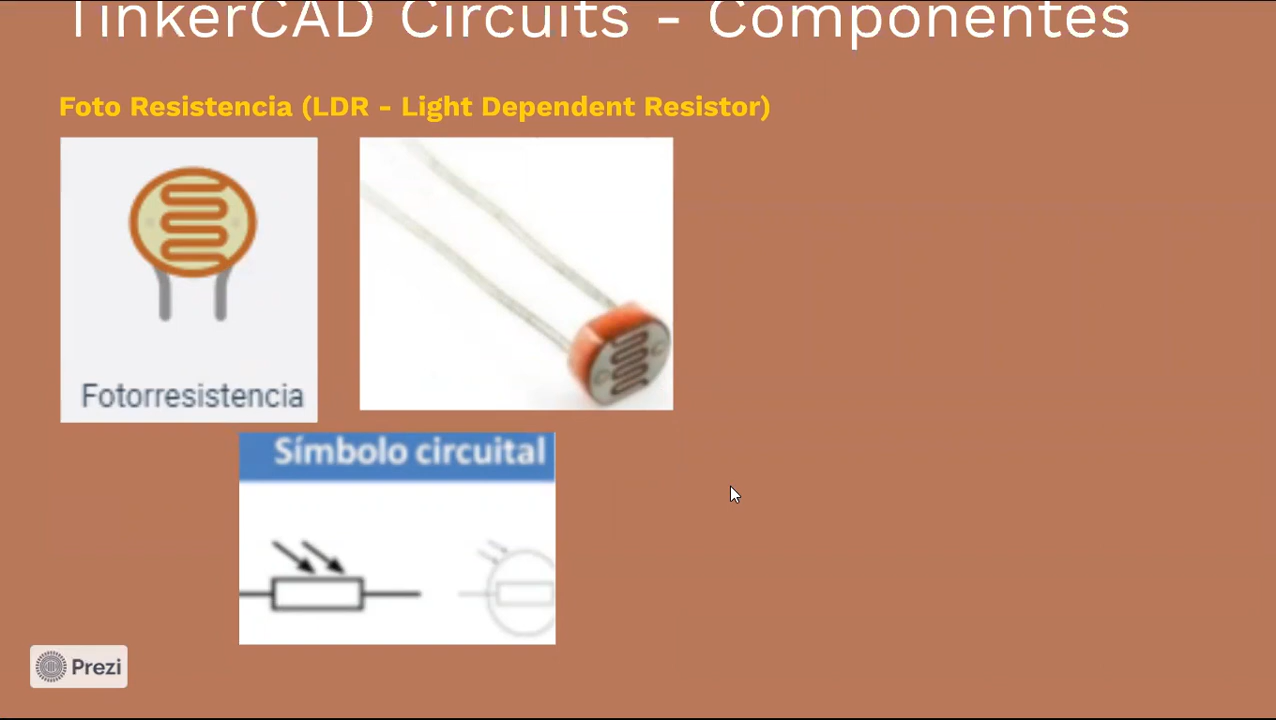 TinkerCAD Circuits - Componentes
Foto Resistencia (LDR - Light Dependent Resistor)
Fotorresistencia
Símbolo circuital
Prezi